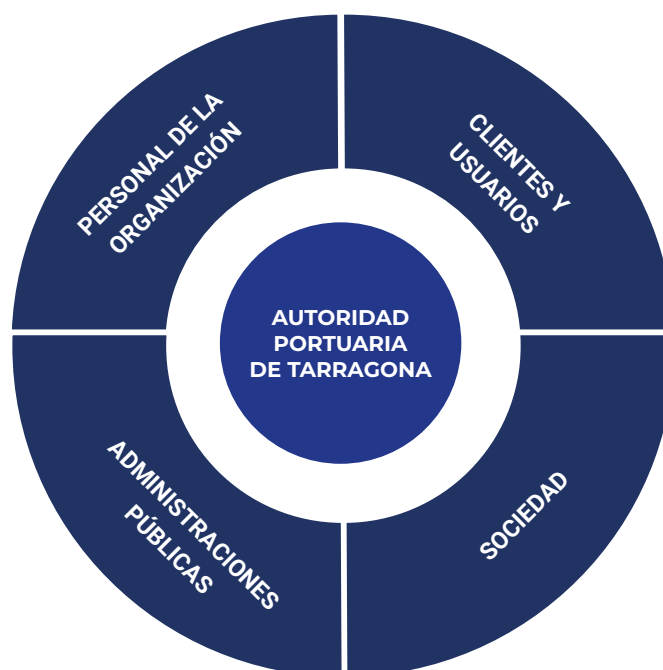 PERSONAL DE LA
ORGANIZACIÓN
CLIENTES Y
USUARIOS
AUTORIDAD
PORTUARIA
DE TARRAGONA
ADMINISTRACIONES
PÚBLICAS
SOCIEDAD